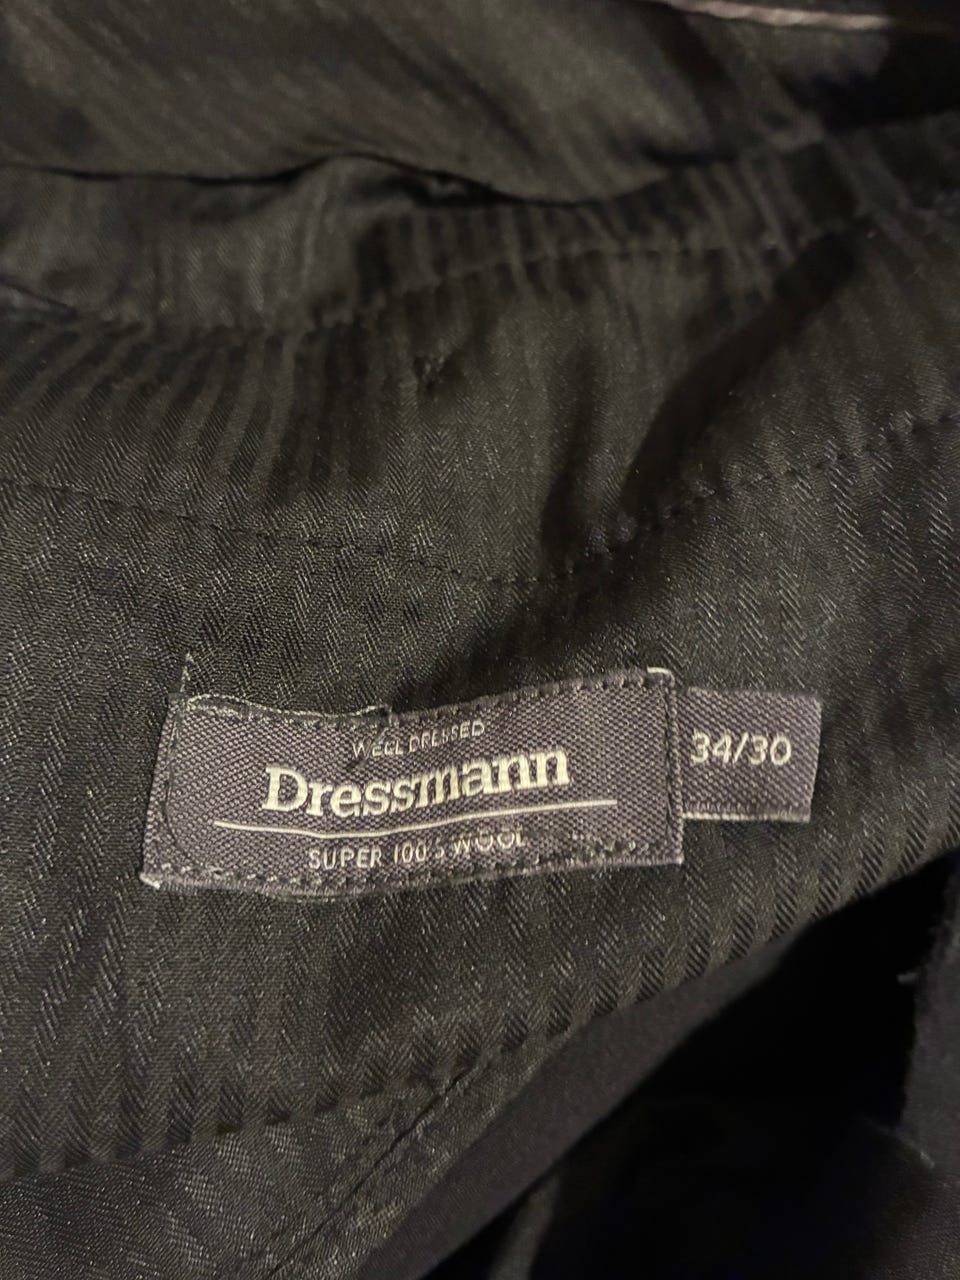 WELL DRESSED
Dressmann
34/30
SUPER 100'S WOOL